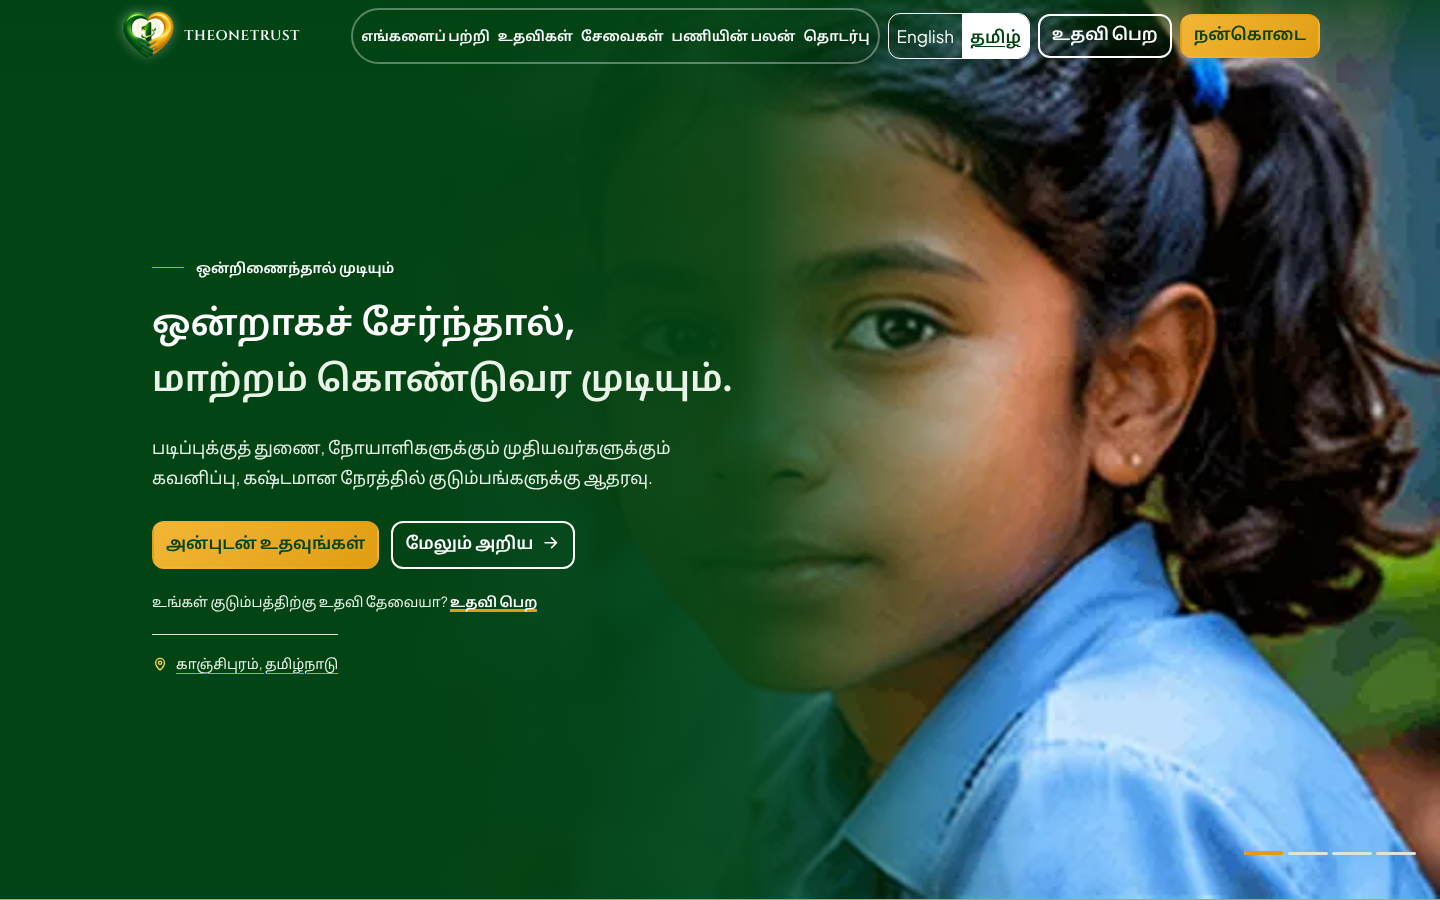 THEONETRUST
எங்களைப் பற்றி உதவிகள் சேவைகள் பணியின் பலன் தொடர்பு
English தமிழ்
உதவி பெற
நன்கொடை
ஒன்றிணைந்தால் முடியும்
ஒன்றாகச் சேர்ந்தால்,
மாற்றம் கொண்டுவர முடியும்.
படிப்புக்குத் துணை, நோயாளிகளுக்கும் முதியவர்களுக்கும்
கவனிப்பு, கஷ்டமான நேரத்தில் குடும்பங்களுக்கு ஆதரவு.
அன்புடன் உதவுங்கள்
மேலும் அறிய →
உங்கள் குடும்பத்திற்கு உதவி தேவையா? உதவி பெற
காஞ்சிபுரம், தமிழ்நாடு